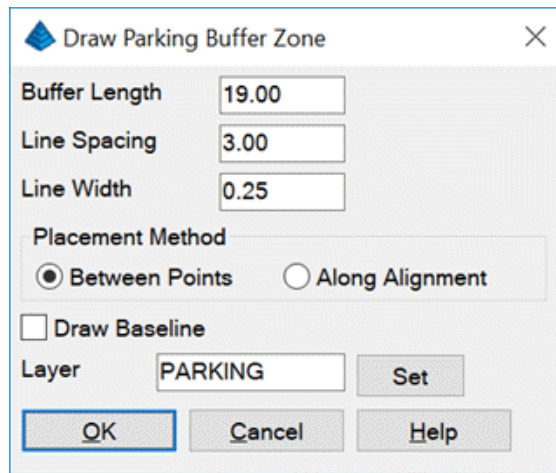 Draw Parking Buffer Zone
Buffer Length 19.00
Line Spacing 3.00
Line Width 0.25
Placement Method
Between Points Along Alignment
Draw Baseline
Layer PARKING Set
OK Cancel Help